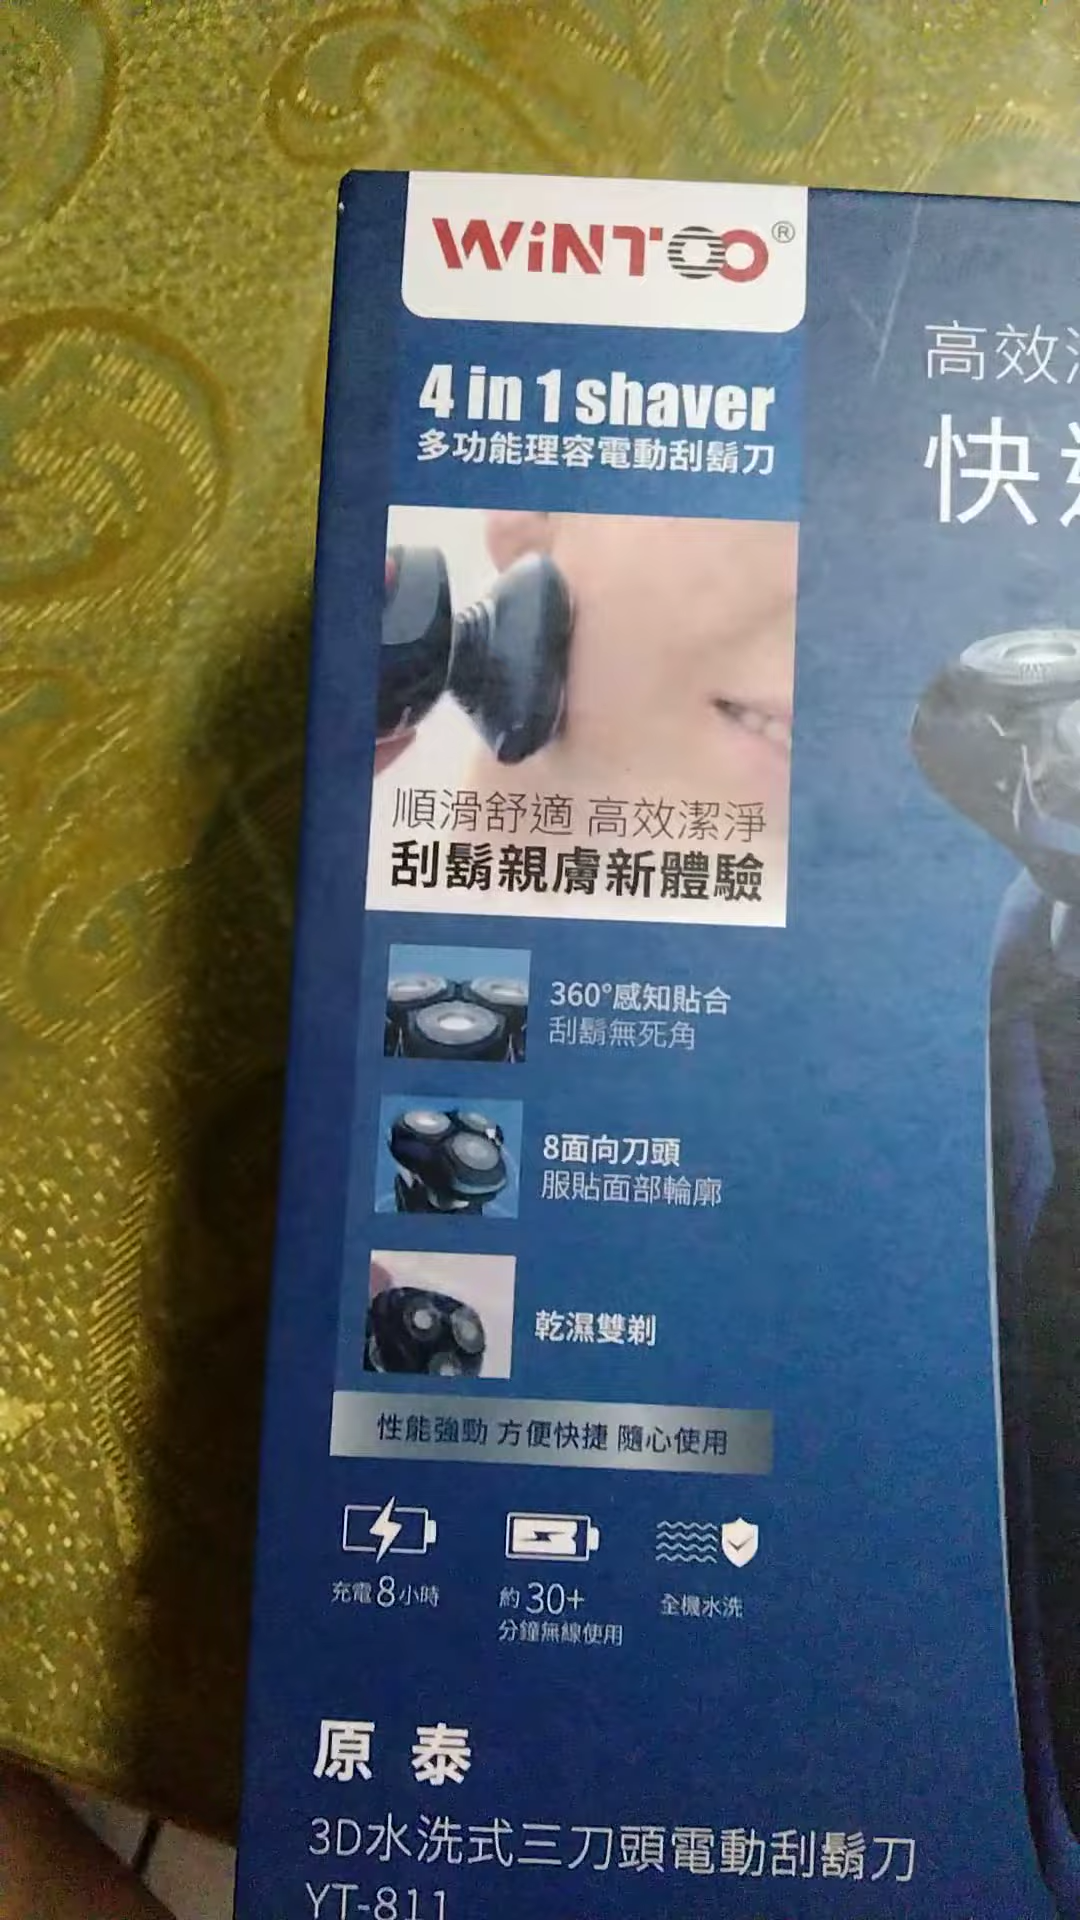 WiNTOO®
4 in 1 shaver
多功能理容電動刮鬍刀
高效
快
順滑舒適 高效潔淨
刮鬍親膚新體驗
360°感知貼合
刮鬍無死角
8面向刀頭
服貼面部輪廓
乾濕雙剃
性能強勁 方便快捷 隨心使用
充電8小時
約30+
分鐘無線使用
全機水洗
原泰
3D水洗式三刀頭電動刮鬍刀
YT-811